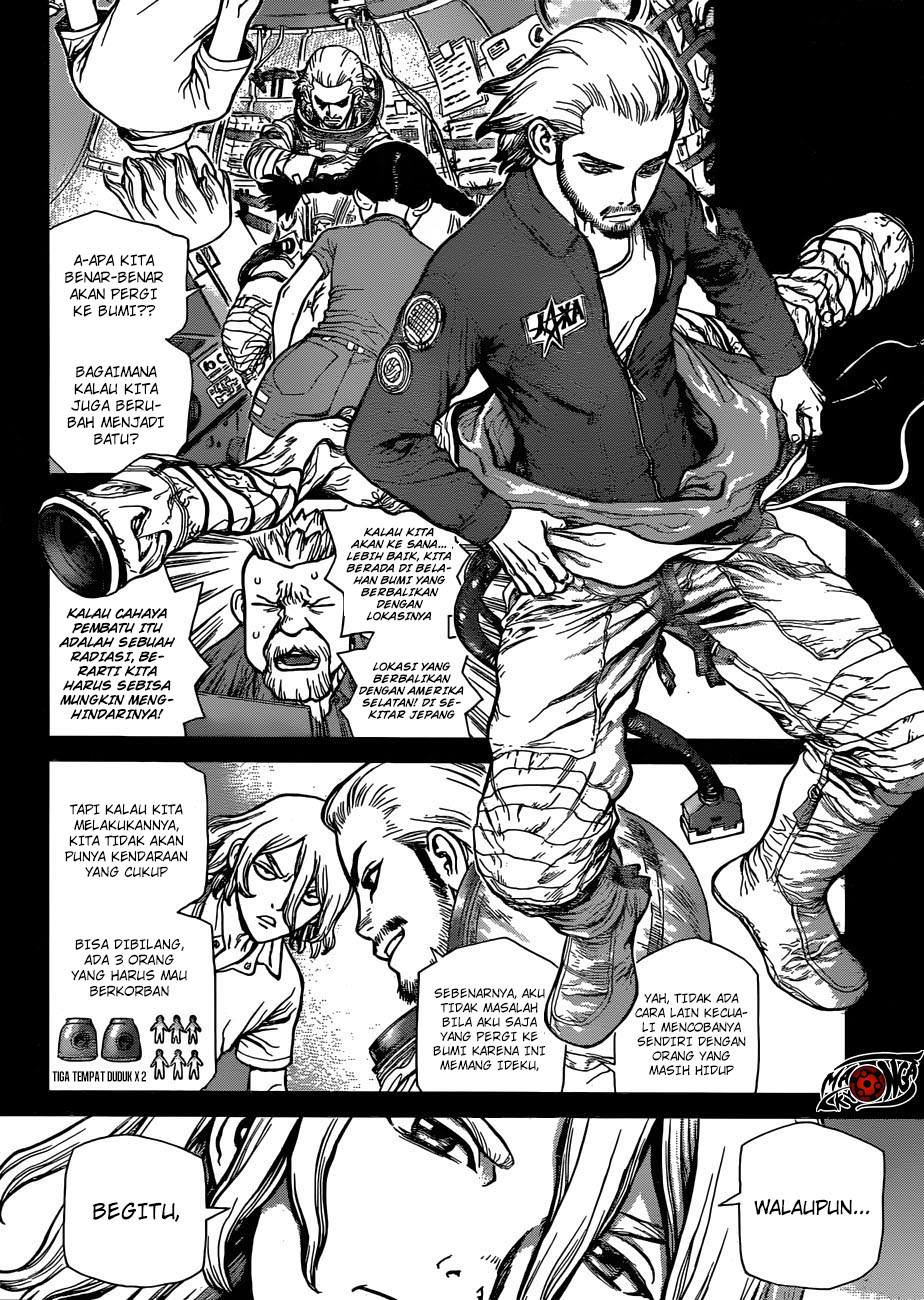 A-APA KITA
BENAR-BENAR
AKAN PERGI
KE BUMI??
BAGAIMANA
KALAU KITA
JUGA BERU-
BAH MENJADI
BATU?
JAXA
KALAU KITA
AKAN KE SANA...
LEBIH BAIK, KITA
BERADA DI BELA-
HAN BUMI YANG
BERBALIKAN
DENGAN
LOKASINYA
LOKASI YANG
BERBALIKAN
DENGAN AMERIKA
SELATAN! DI SE-
KITAR JEPANG
KALAU CAHAYA
PEMBATU ITU
ADALAH SEBUAH
RADIASI, BE-
RARTI KITA
HARUS SEBISA
MUNGKIN MENG-
HINDARINYA!
TAPI KALAU KITA
MELAKUKANNYA,
KITA TIDAK AKAN
PUNYA KENDARAAN
YANG CUKUP
BISA DIBILANG,
ADA 3 ORANG
YANG HARUS MAU
BERKORBAN
TIGA TEMPAT DUDUK X 2
YAH, TIDAK ADA
CARA LAIN KECUA-
LI MENCOBANYA
SENDIRI DENGAN
ORANG YANG
MASIH HIDUP
SEBENARNYA, AKU
TIDAK MASALAH
BILA AKU SAJA
YANG PERGI KE
BUMI KARENA INI
MEMANG IDEKU,
WALAUPUN...
BEGITU,